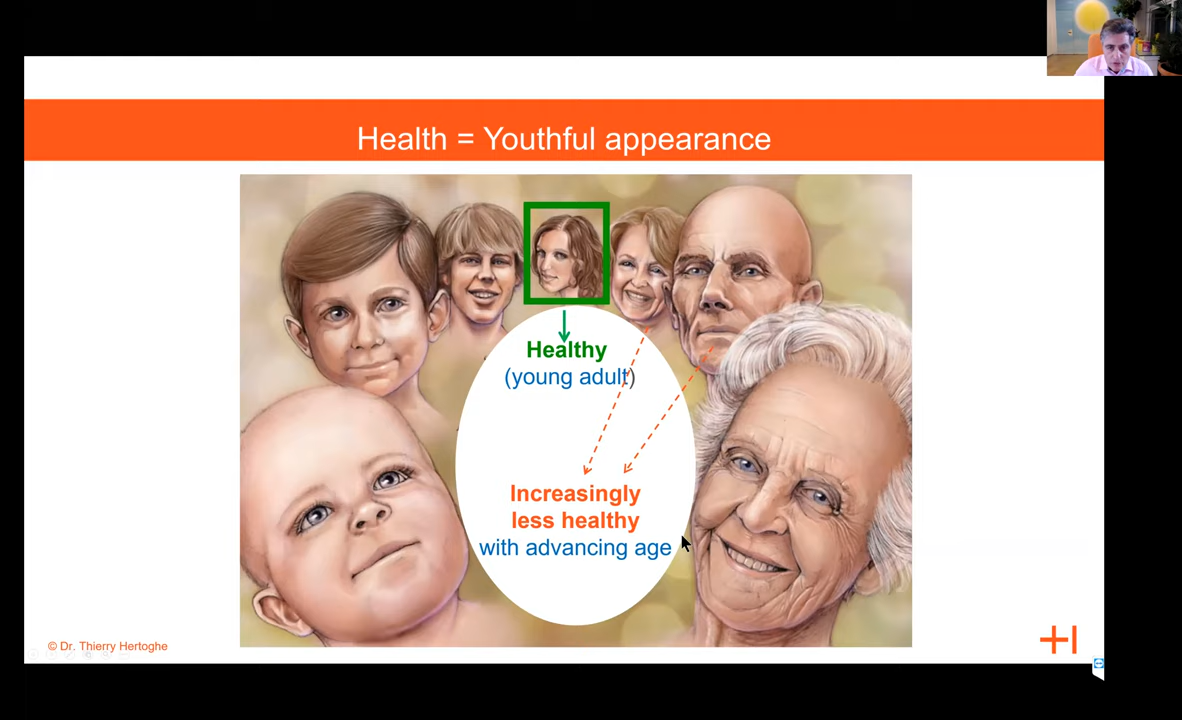 Health = Youthful appearance
Healthy
(young adult)
Increasingly
less healthy
with advancing age
© Dr. Thierry Hertoghe